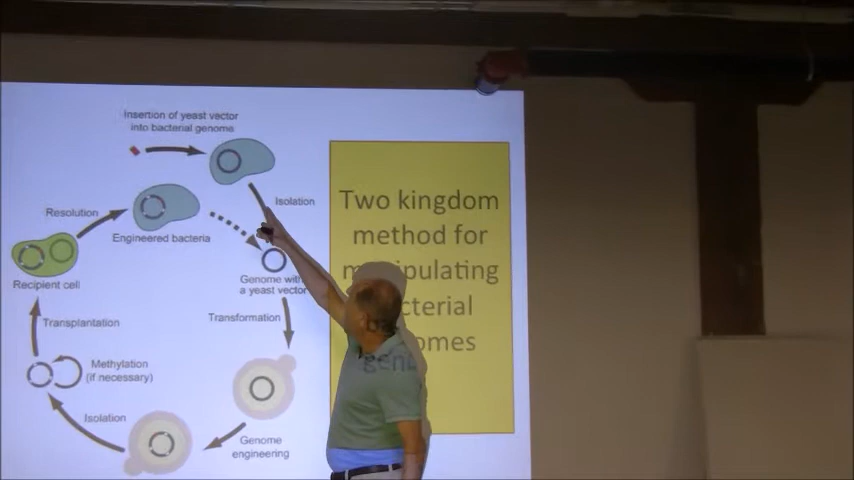 Insertion of yeast vector
into bacterial genome
Isolation
Resolution
Engineered bacteria
Recipient cell
Genome with
a yeast vector
Transplantation
Transformation
Methylation
(if necessary)
Isolation
Genome
engineering
Two kingdom
method for